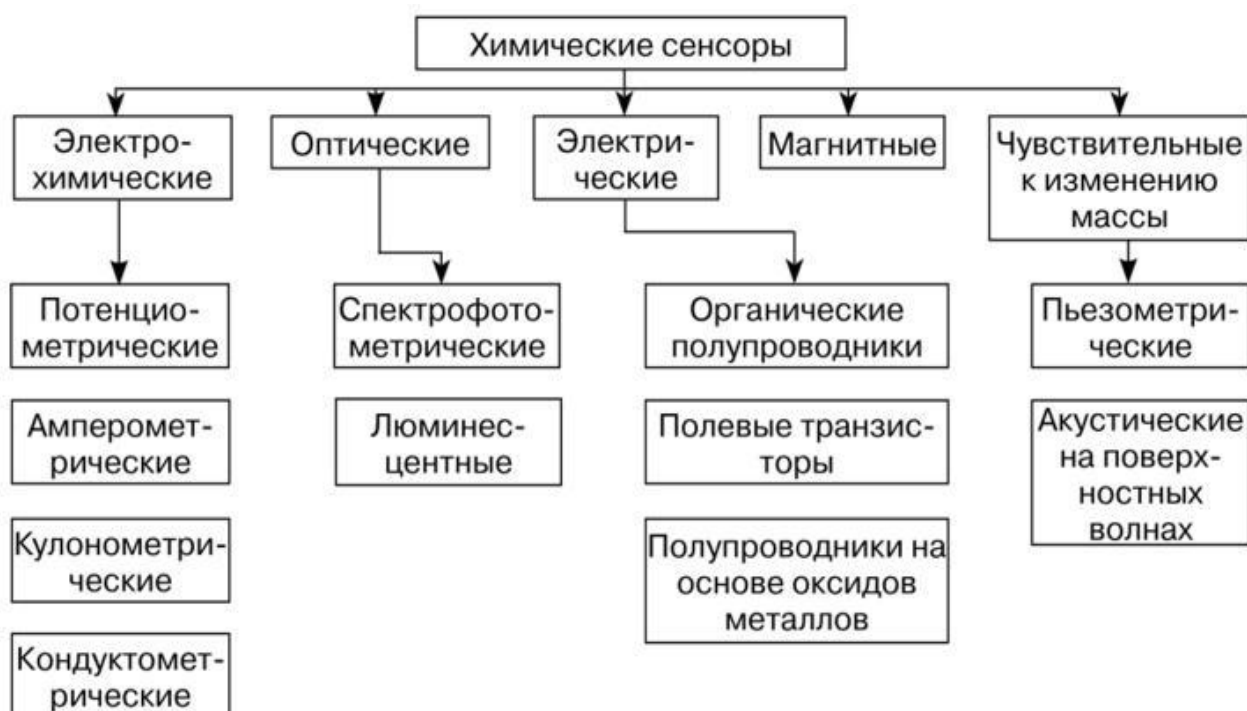 Химические сенсоры
Электро-
химические
Оптические
Электри-
ческие
Магнитные
Чувствительные
к изменению
массы
Потенцио-
метрические
Спектрофото-
метрические
Органические
полупроводники
Пьезометри-
ческие
Амперомет-
рические
Люминес-
центные
Полевые транзис-
торы
Акустические
на поверх-
ностных
волнах
Кулонометри-
ческие
Полупроводники на
основе оксидов
металлов
Кондуктомет-
рические